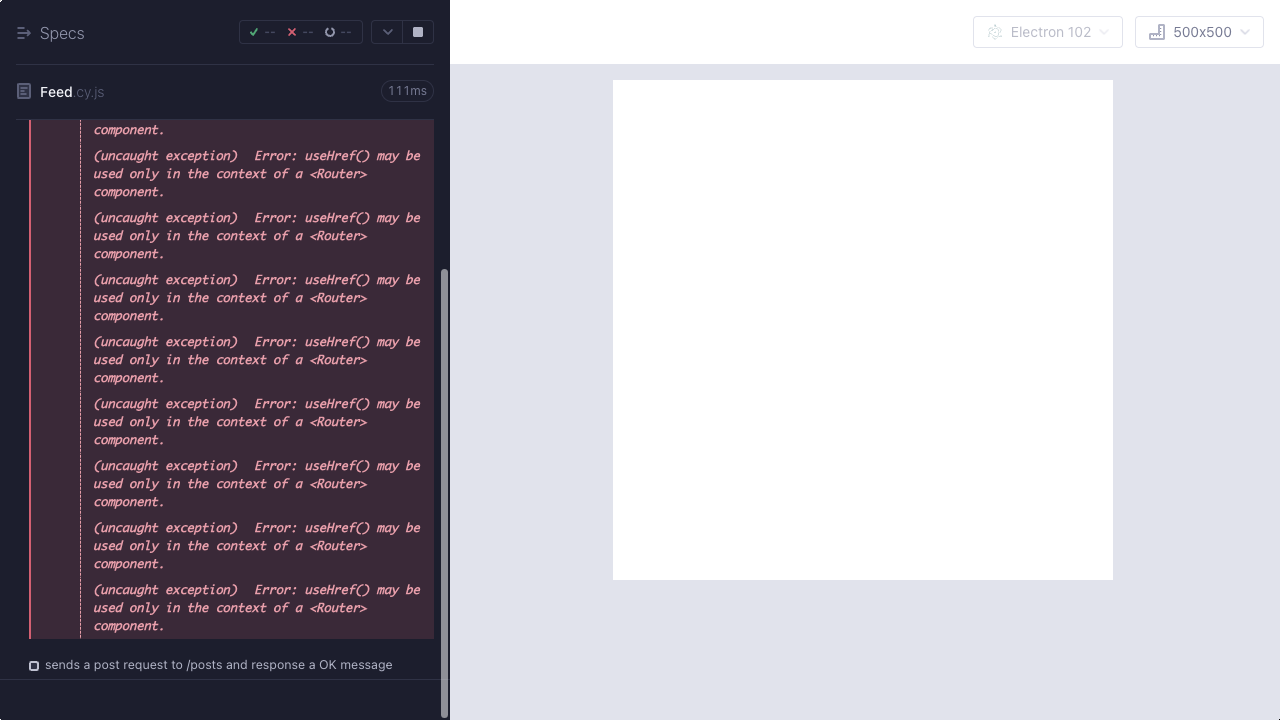 Specs
-- -- --
Electron 102
500x500
Feed.cy.js
111ms
component.
(uncaught exception) Error: useHref() may be
used only in the context of a <Router>
component.
(uncaught exception) Error: useHref() may be
used only in the context of a <Router>
component.
(uncaught exception) Error: useHref() may be
used only in the context of a <Router>
component.
(uncaught exception) Error: useHref() may be
used only in the context of a <Router>
component.
(uncaught exception) Error: useHref() may be
used only in the context of a <Router>
component.
(uncaught exception) Error: useHref() may be
used only in the context of a <Router>
component.
(uncaught exception) Error: useHref() may be
used only in the context of a <Router>
component.
(uncaught exception) Error: useHref() may be
used only in the context of a <Router>
component.
sends a post request to /posts and response a OK message